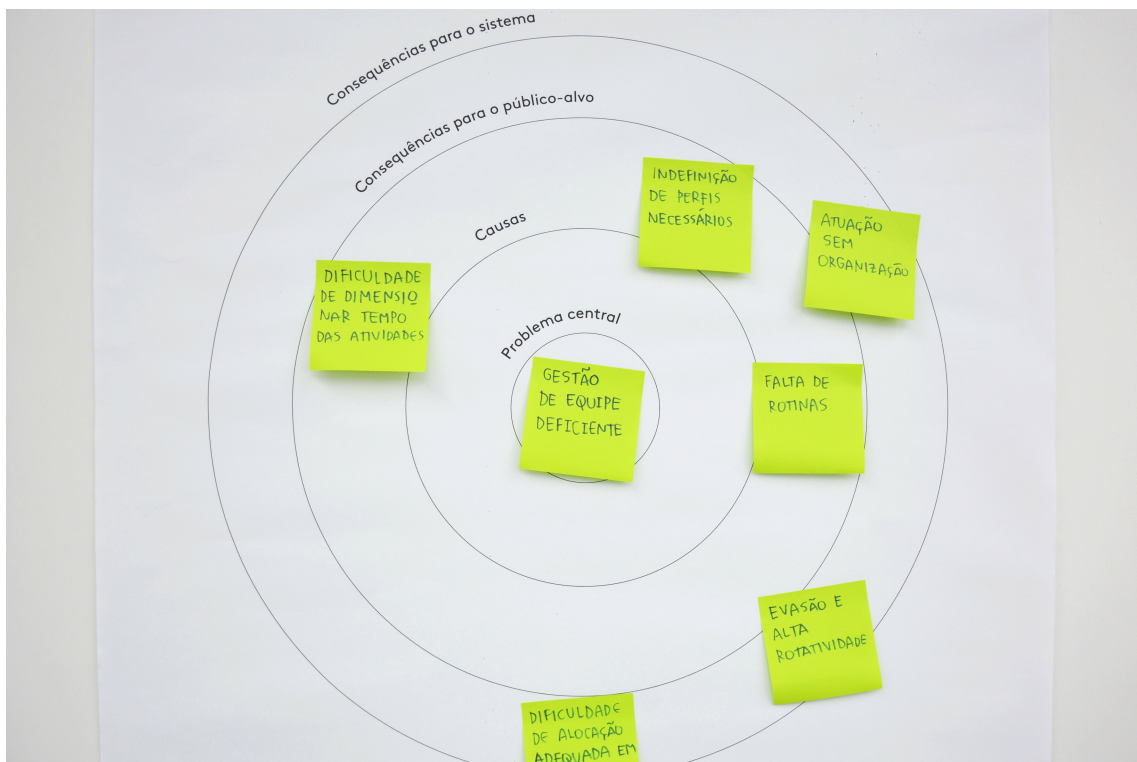 Consequências para o sistema
Consequências para o público-alvo
Causas
Problema central
INDEFINIÇÃO
DE PERFIS
NECESSÁRIOS
ATUAÇÃO
SEM
ORGANIZAÇÃO
DIFICULDADE
DE DIMENSIO
NAR TEMPO
DAS ATIVIDADES
GESTÃO
DE EQUIPE
DEFICIENTE
FALTA DE
ROTINAS
EVASÃO E
ALTA
ROTATIVIDADE
DIFICULDADE
DE ALOCAÇÃO
ADEQUADA EM